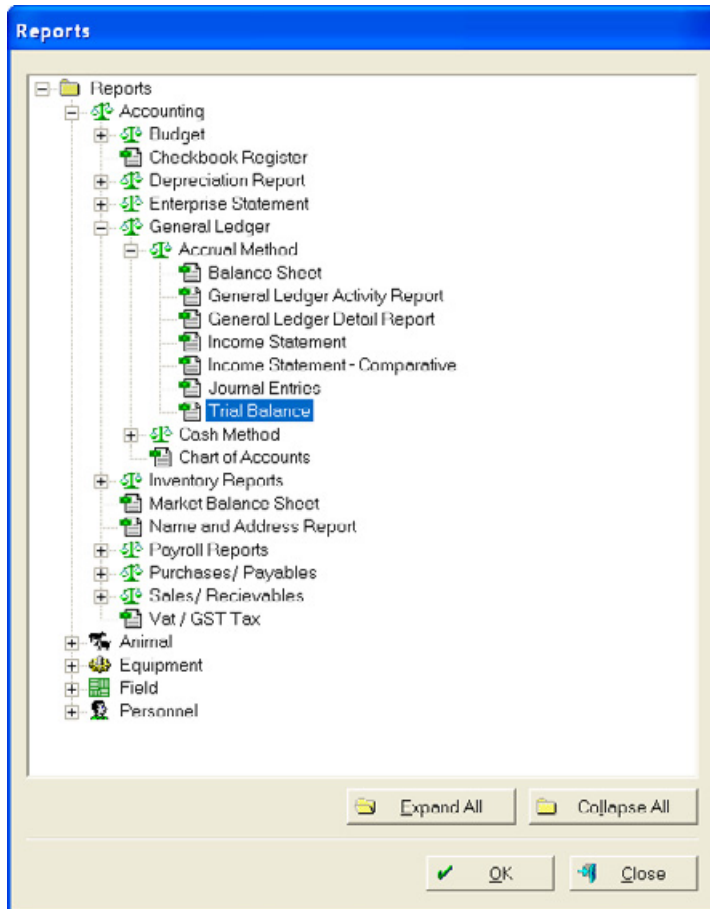 Reports
Reports
Accounting
Budget
Checkbook Register
Depreciation Report
Enterprise Statement
General Ledger
Accrual Method
Balance Sheet
General Ledger Activity Report
General Ledger Detail Report
Income Statement
Income Statement - Comparative
Journal Entries
Trial Balance
Cash Method
Chart of Accounts
Inventory Reports
Market Balance Sheet
Name and Address Report
Payroll Reports
Purchases/ Payables
Sales/ Recievables
Vat / GST Tax
Animal
Equipment
Field
Personnel
Expand All Collapse All
OK Close